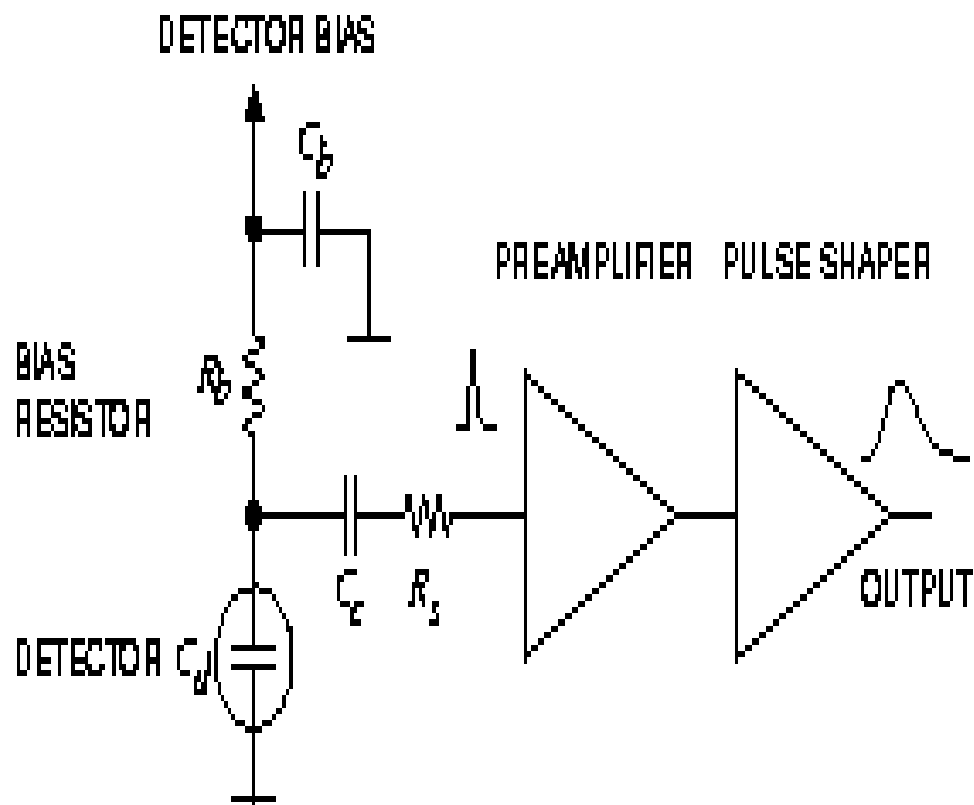 DETECTOR BIAS
C_b
PREAMPLIFIER PULSE SHAPER
BIAS
RESISTOR
R_b
C_c R_s
OUTPUT
DETECTOR C_d